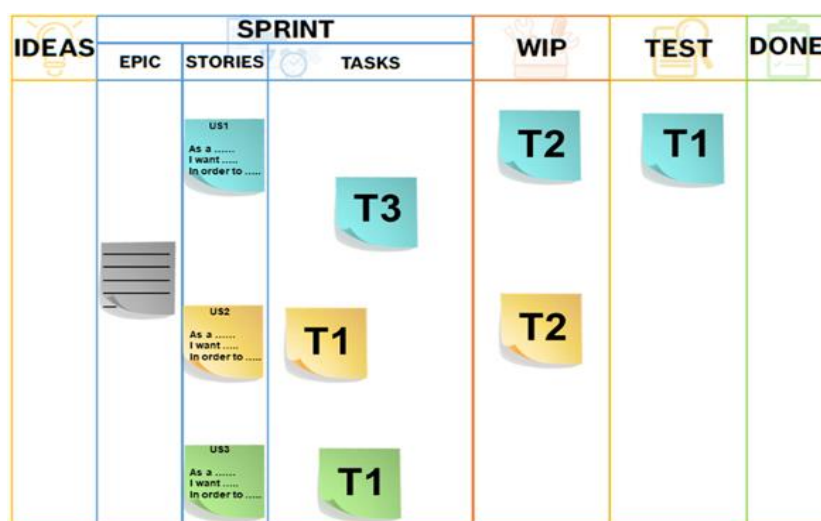 IDEAS
SPRINT
EPIC
STORIES
TASKS
WIP
TEST
DONE
US1
As a ......
I want .....
In order to .....
T3
T2
T1
US2
As a ......
I want .....
In order to .....
T1
T2
US3
As a ......
I want .....
In order to .....
T1